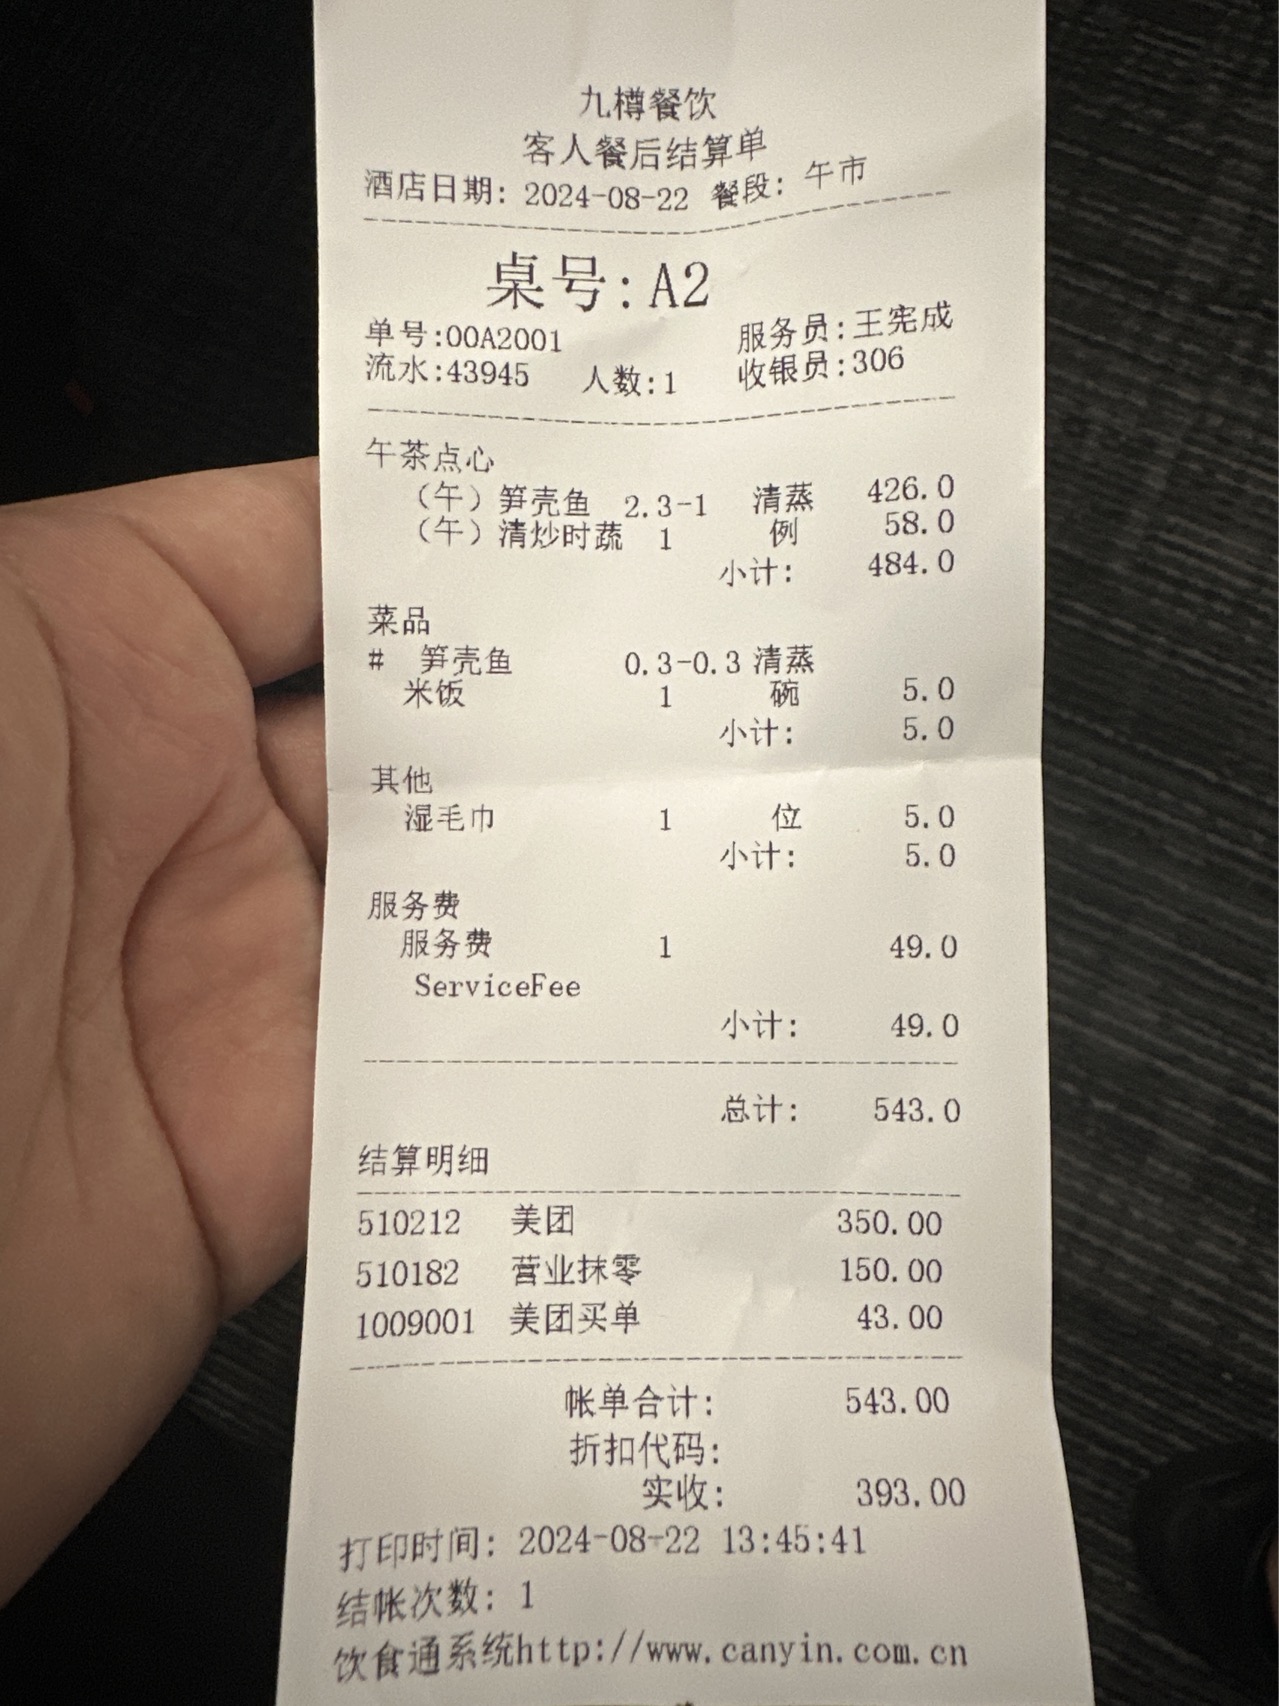 九樽餐饮
客人餐后结算单
酒店日期: 2024-08-22 餐段: 午市
桌号: A2
单号:00A2001 服务员:王宪成
流水:43945 人数:1 收银员:306
午茶点心
(午) 笋壳鱼 2.3-1 清蒸 426.0
(午) 清炒时蔬 1 例 58.0
小计: 484.0
菜品
# 笋壳鱼 0.3-0.3 清蒸
米饭 1 碗 5.0
小计: 5.0
其他
湿毛巾 1 位 5.0
小计: 5.0
服务费
服务费 1 49.0
ServiceFee
小计: 49.0
总计: 543.0
结算明细
510212 美团 350.00
510182 营业抹零 150.00
1009001 美团买单 43.00
帐单合计: 543.00
折扣代码:
实收: 393.00
打印时间: 2024-08-22 13:45:41
结帐次数: 1
饮食通系统http://www.canyin.com.cn